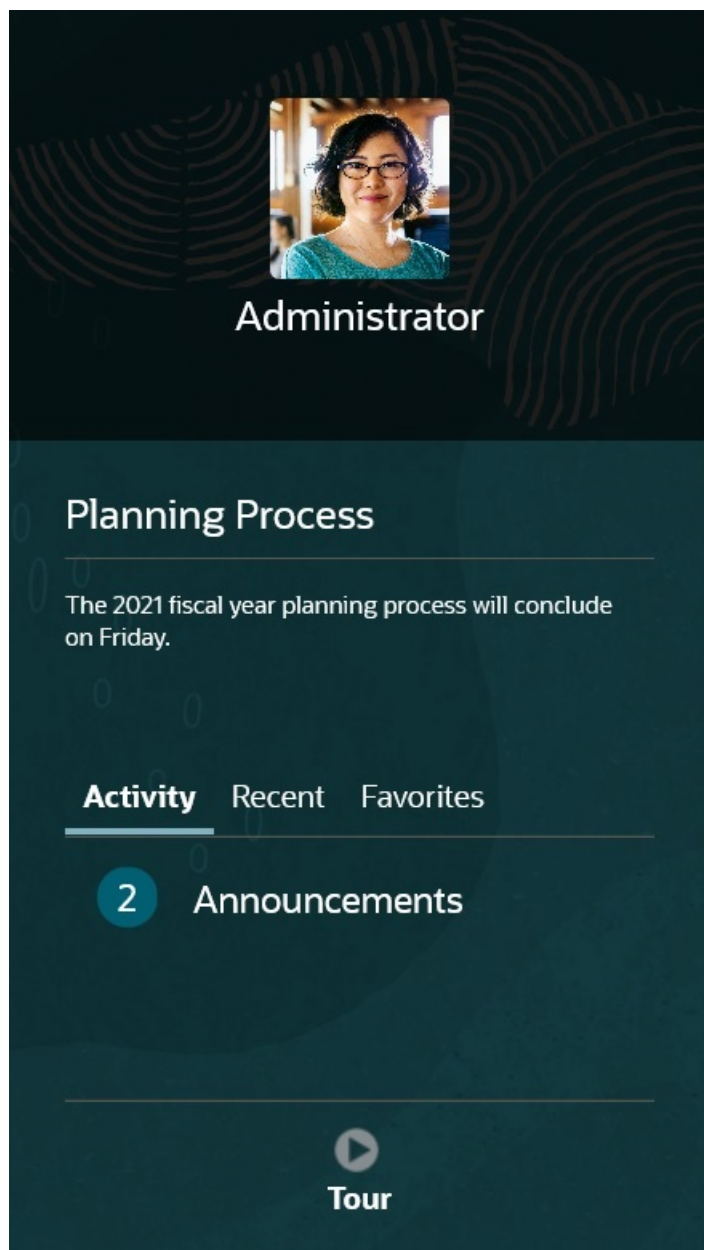 Administrator
Planning Process
The 2021 fiscal year planning process will conclude
on Friday.
Activity Recent Favorites
2 Announcements
Tour